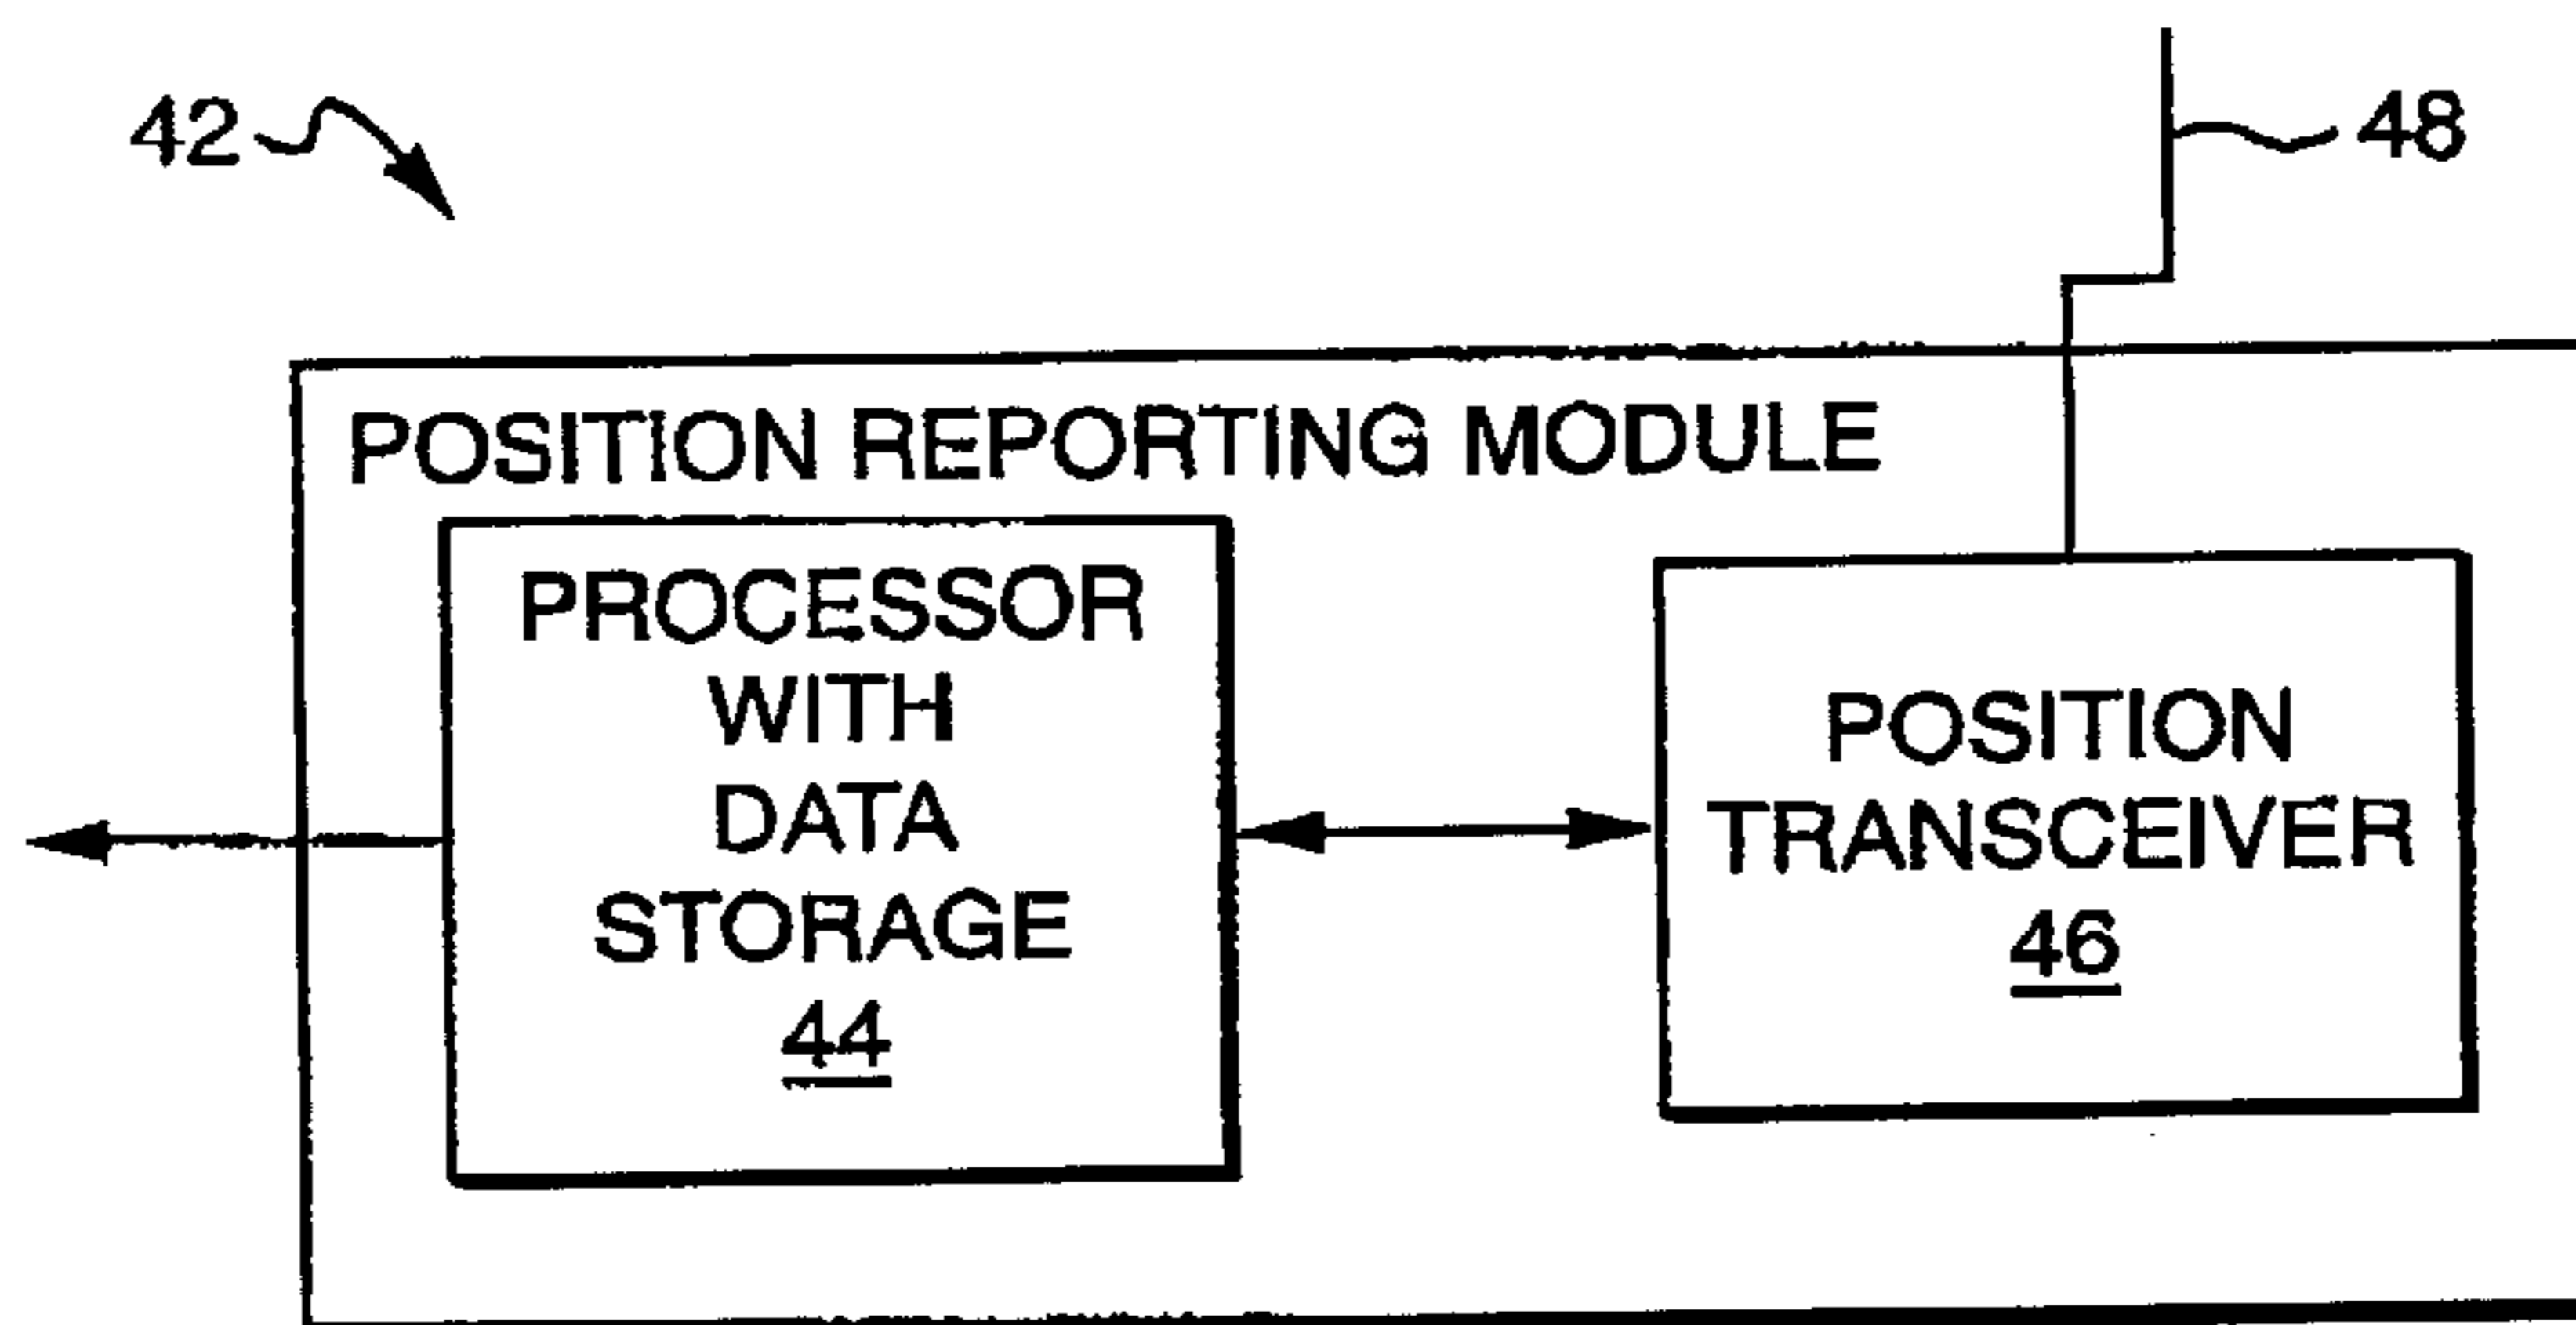 42
48
POSITION REPORTING MODULE
PROCESSOR
WITH
DATA
STORAGE
44
POSITION
TRANSCEIVER
46